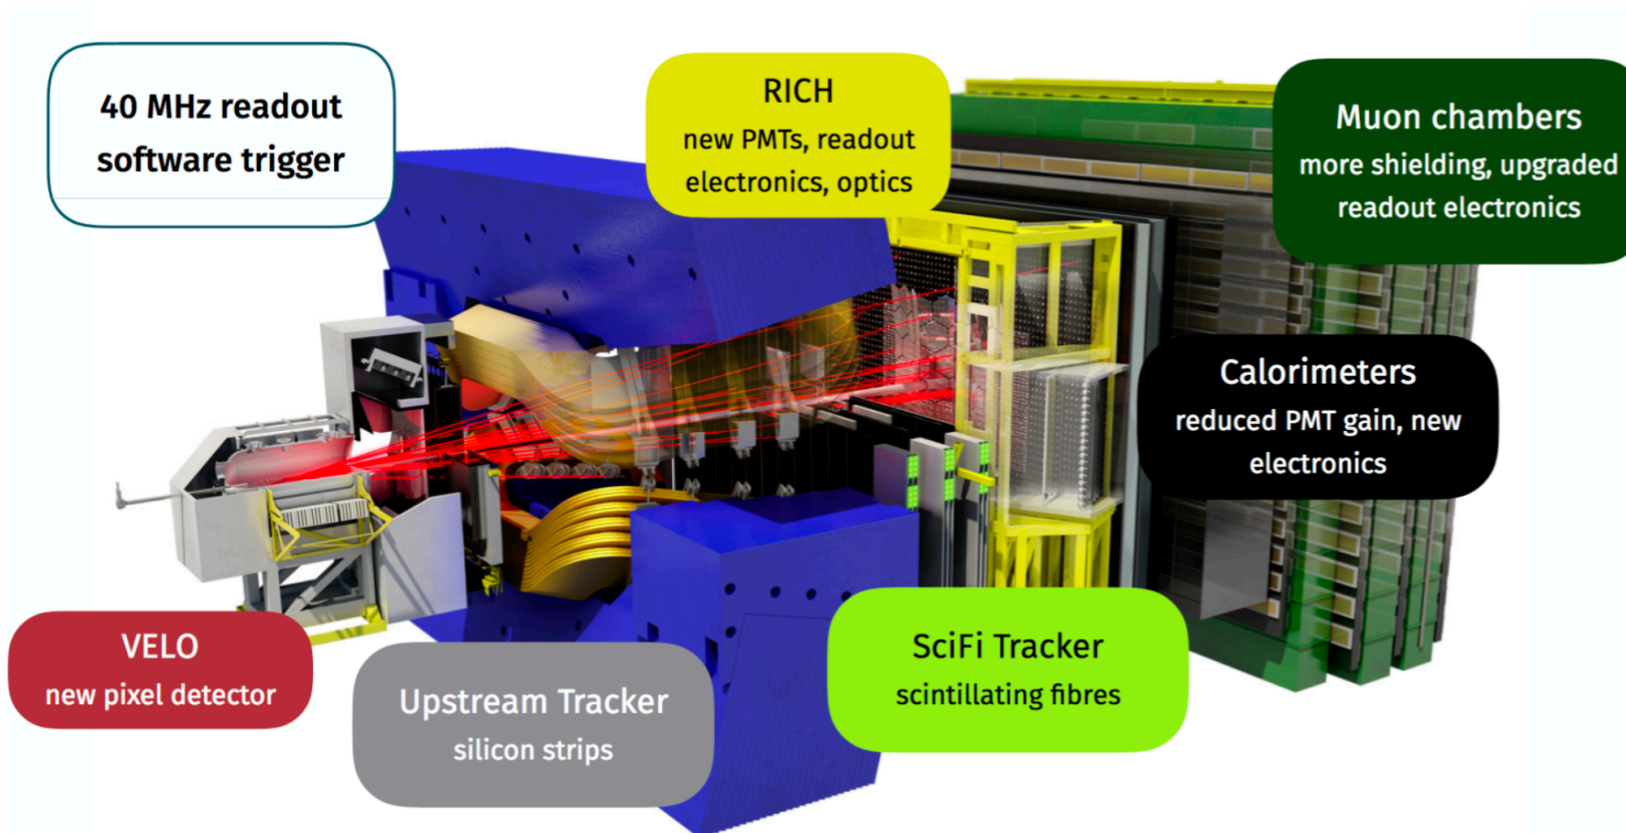 40 MHz readout
software trigger
RICH
new PMTs, readout
electronics, optics
Muon chambers
more shielding, upgraded
readout electronics
Calorimeters
reduced PMT gain, new
electronics
VELO
new pixel detector
Upstream Tracker
silicon strips
SciFi Tracker
scintillating fibres